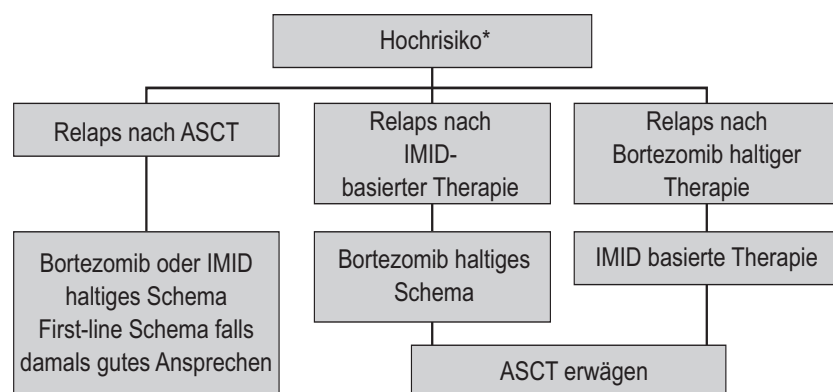 Hochrisiko*
Relaps nach ASCT
Relaps nach
IMID-
basierter Therapie
Relaps nach
Bortezomib haltiger
Therapie
Bortezomib oder IMID
haltiges Schema
First-line Schema falls
damals gutes Ansprechen
Bortezomib haltiges
Schema
IMID basierte Therapie
ASCT erwägen